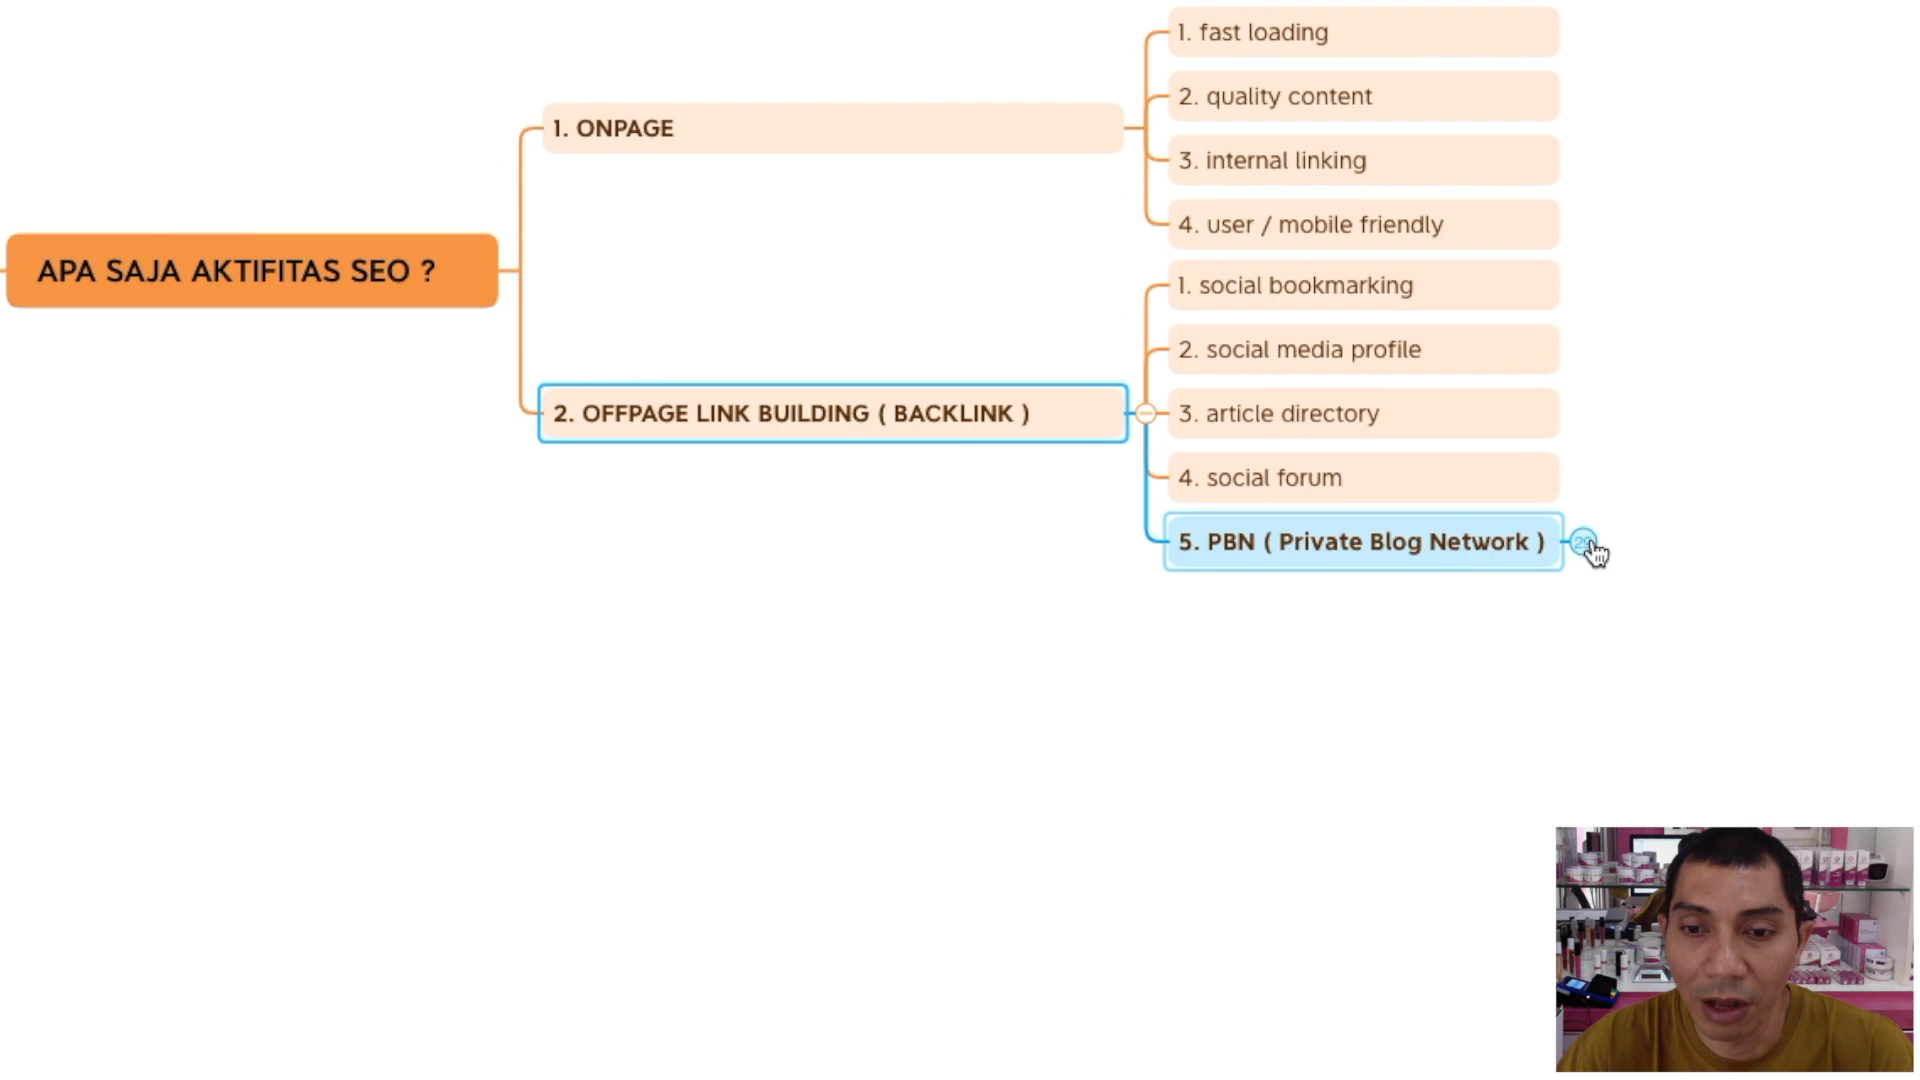 APA SAJA AKTIFITAS SEO ?
1. ONPAGE
1. fast loading
2. quality content
3. internal linking
4. user / mobile friendly
2. OFFPAGE LINK BUILDING ( BACKLINK )
1. social bookmarking
2. social media profile
3. article directory
4. social forum
5. PBN ( Private Blog Network )